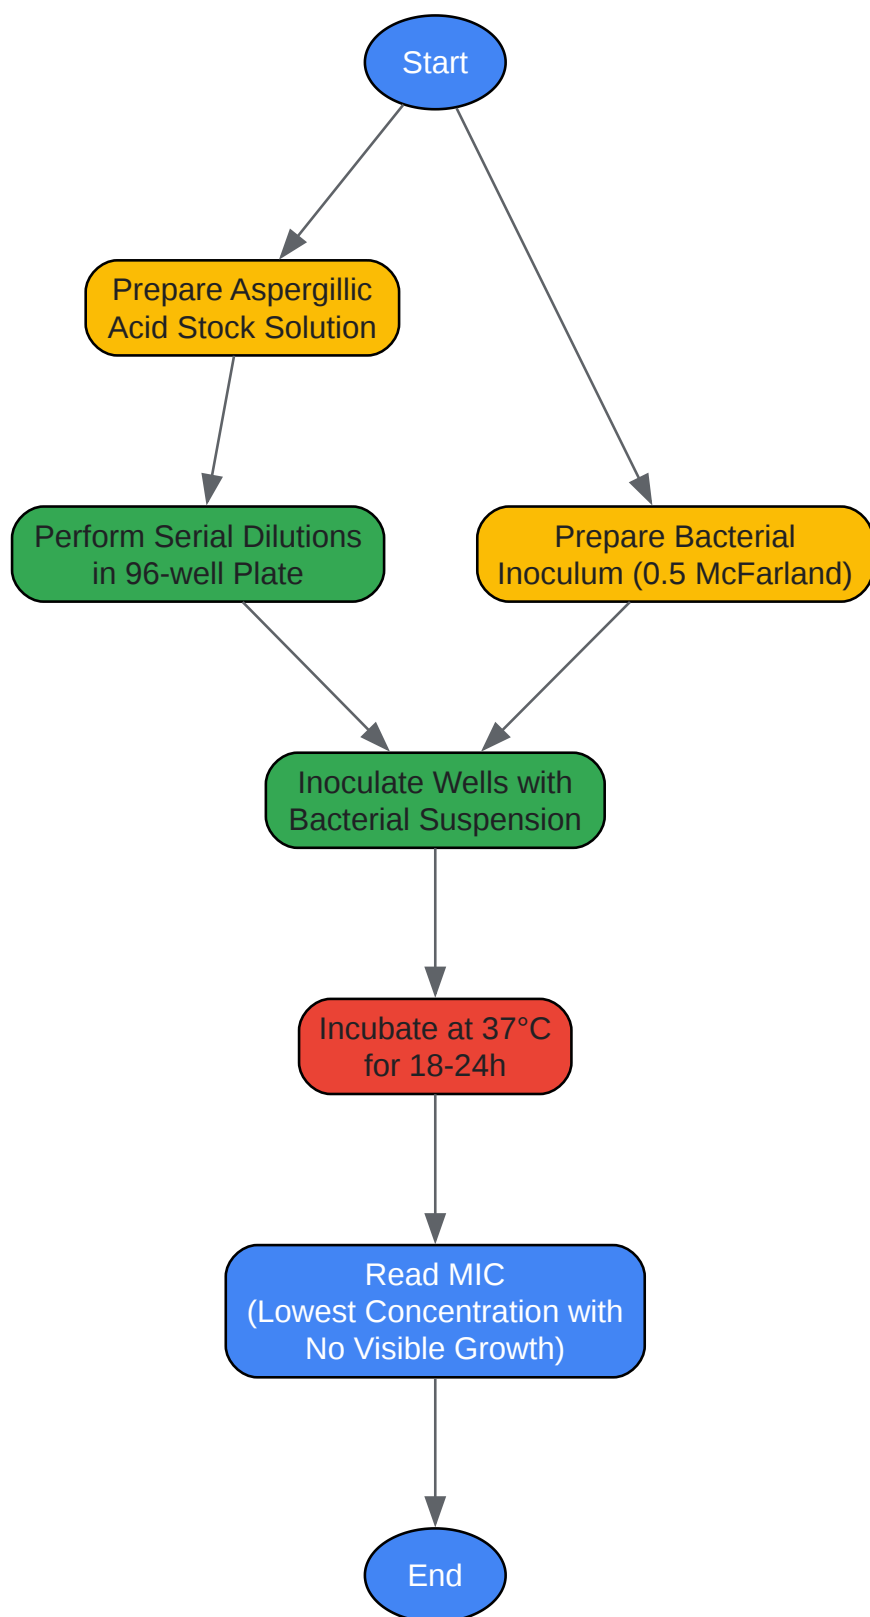 Start
Prepare Aspergillic
Acid Stock Solution
Perform Serial Dilutions
in 96-well Plate
Prepare Bacterial
Inoculum (0.5 McFarland)
Inoculate Wells with
Bacterial Suspension
Incubate at 37°C
for 18-24h
Read MIC
(Lowest Concentration with
No Visible Growth)
End